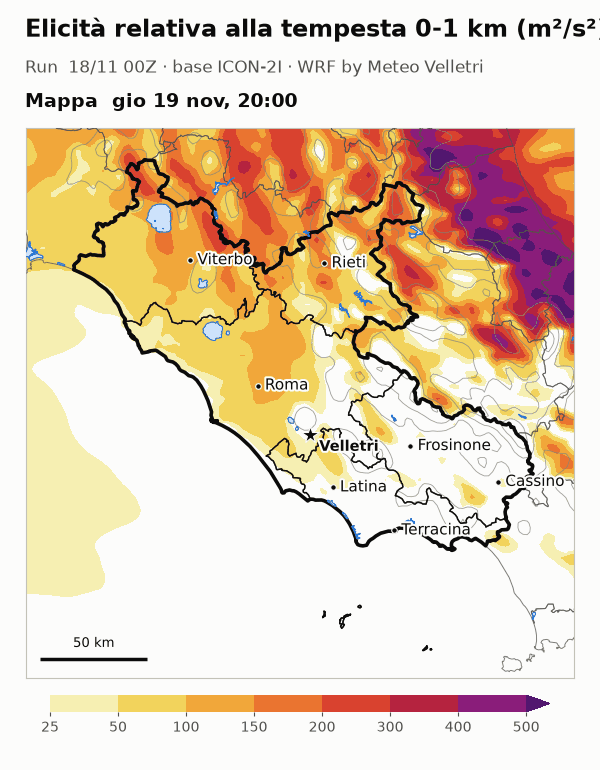 Elicità relativa alla tempesta 0-1 km (m²/s²)
Run 18/11 00Z · base ICON-2I · WRF by Meteo Velletri
Mappa gio 19 nov, 20:00
Viterbo
Rieti
Roma
Velletri
Frosinone
Latina
Cassino
Terracina
50 km
25 50 100 150 200 300 400 500